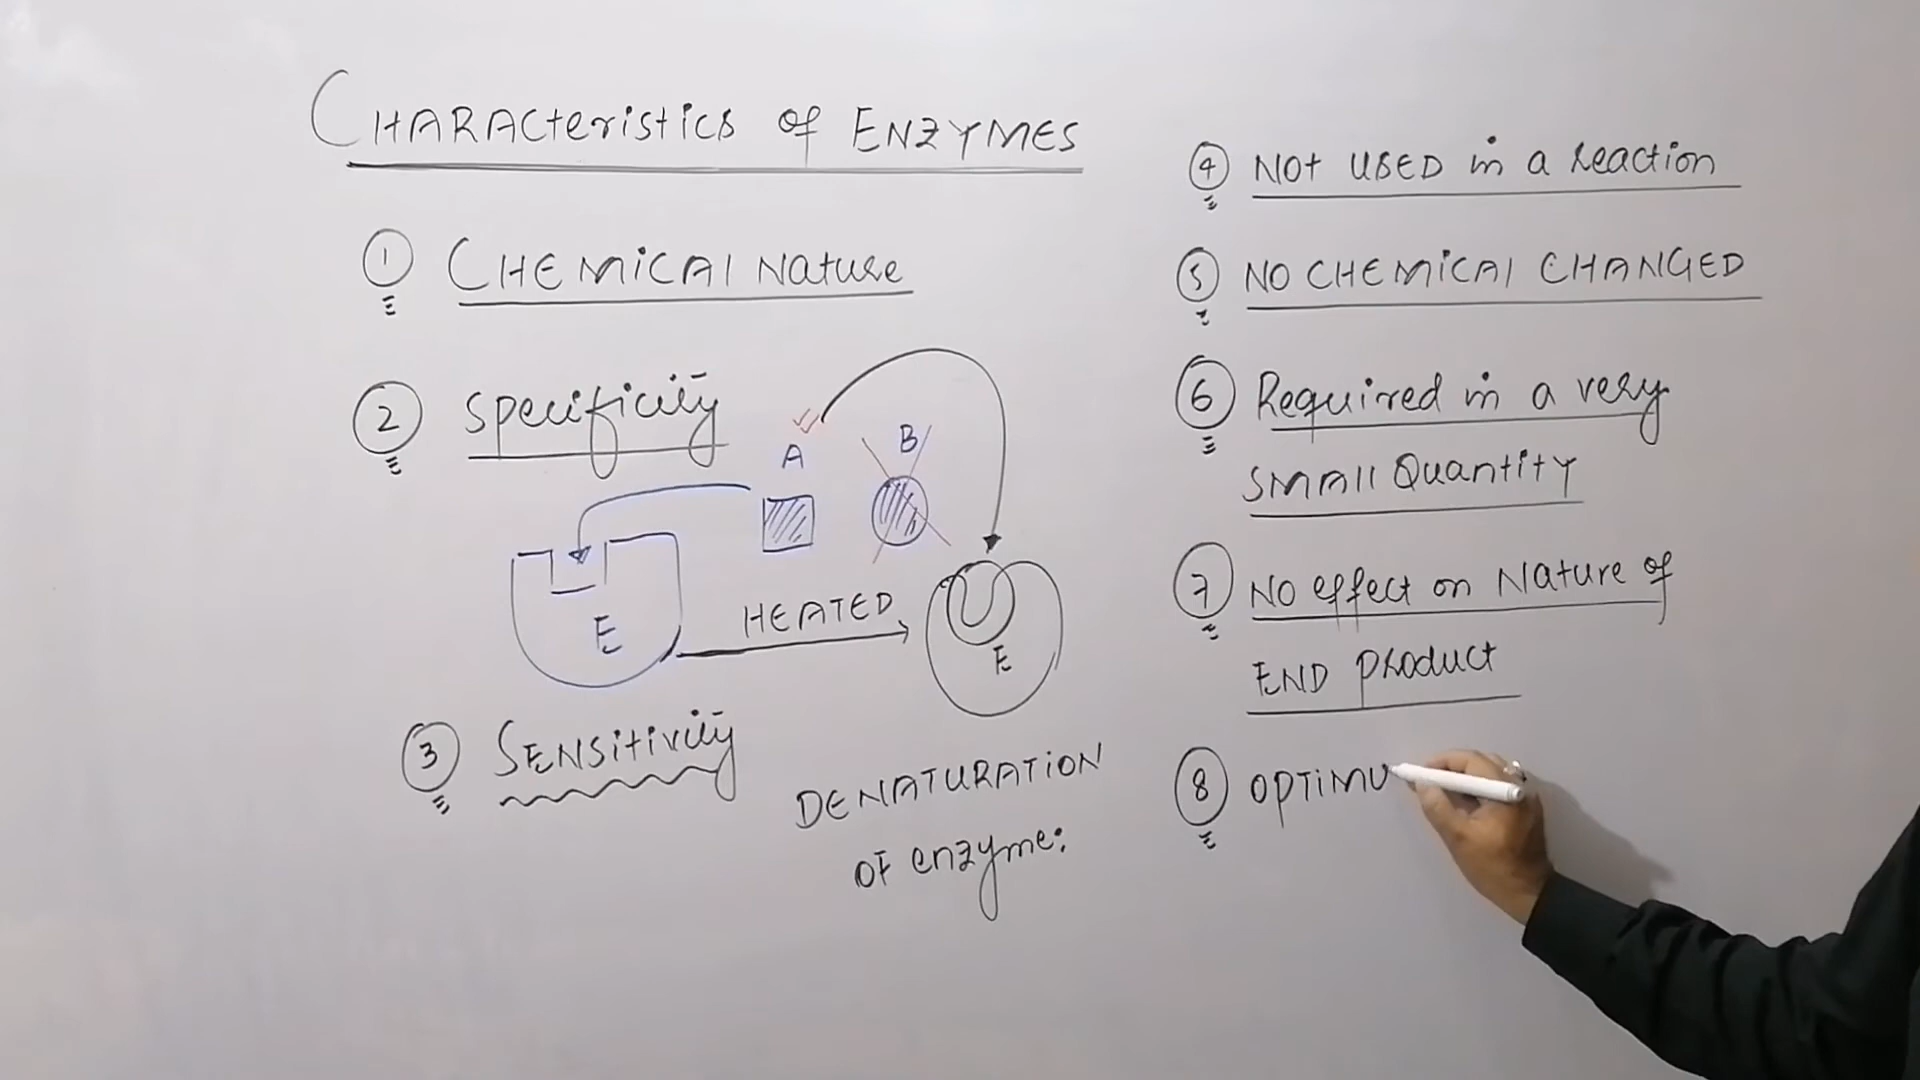 CHARACteristics of ENZYMES
1 CHEMiCAl Nature
2 Specificity
A B
E
HEATED
E
3 SENSitivity
DENATURATiON
OF enzyme:
4 NOt USED in a reaction
5 NO CHEMiCAl CHANGED
6 Required in a very
SMAll Quantity
7 NO effect on Nature of
END product
8 OPTiMU